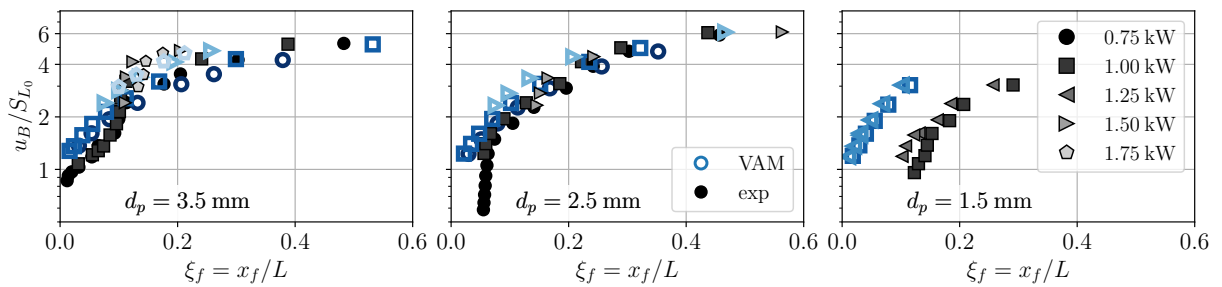 6
4
2
1
u_B/S_{L_0}
d_p = 3.5 mm
0.0 0.2 0.4 0.6
ξ_f = x_f/L
VAM
exp
d_p = 2.5 mm
0.0 0.2 0.4 0.6
ξ_f = x_f/L
0.75 kW
1.00 kW
1.25 kW
1.50 kW
1.75 kW
d_p = 1.5 mm
0.0 0.2 0.4 0.6
ξ_f = x_f/L